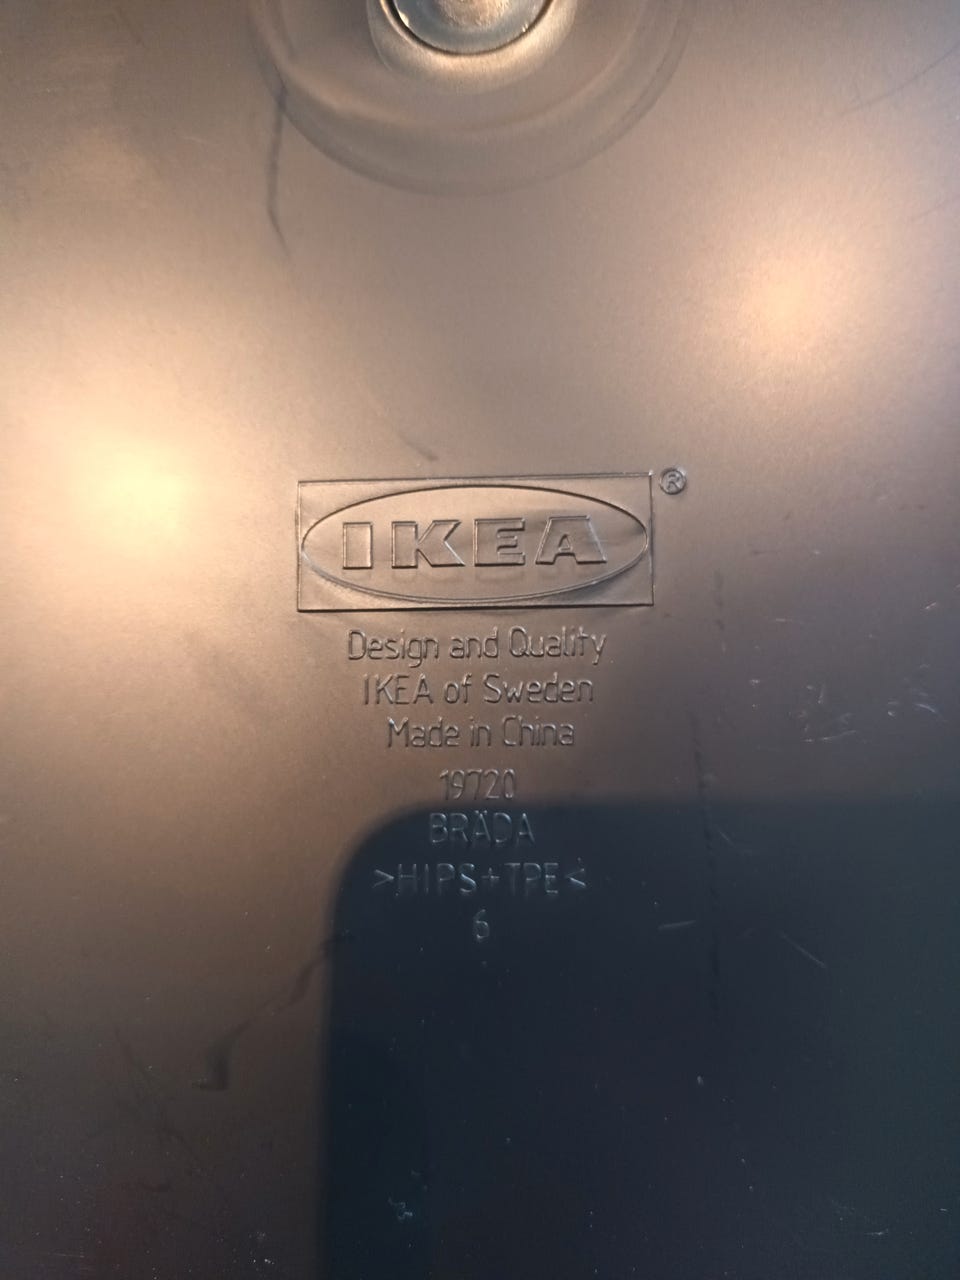 IKEA®
Design and Quality
IKEA of Sweden
Made in China
19720
BRÄDA
>HIPS+TPE<
6